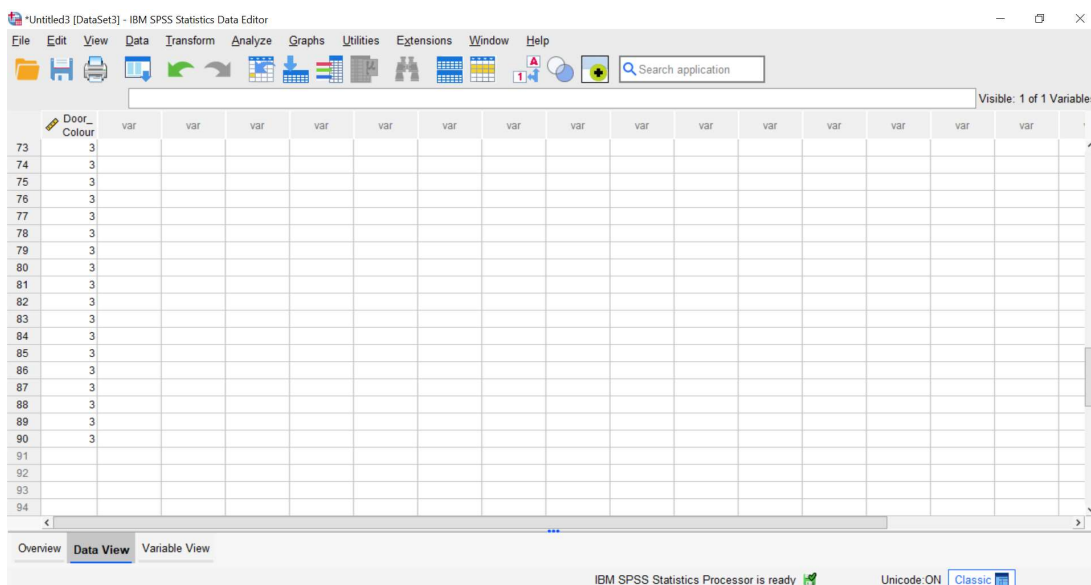 *Untitled3 [DataSet3] - IBM SPSS Statistics Data Editor
File Edit View Data Transform Analyze Graphs Utilities Extensions Window Help
A
1
Search application
Visible: 1 of 1 Variable
Door_
Colour var var var var var var var var var var var var var var var
73 3
74 3
75 3
76 3
77 3
78 3
79 3
80 3
81 3
82 3
83 3
84 3
85 3
86 3
87 3
88 3
89 3
90 3
91
92
93
94
Overview Data View Variable View
IBM SPSS Statistics Processor is ready Unicode:ON Classic